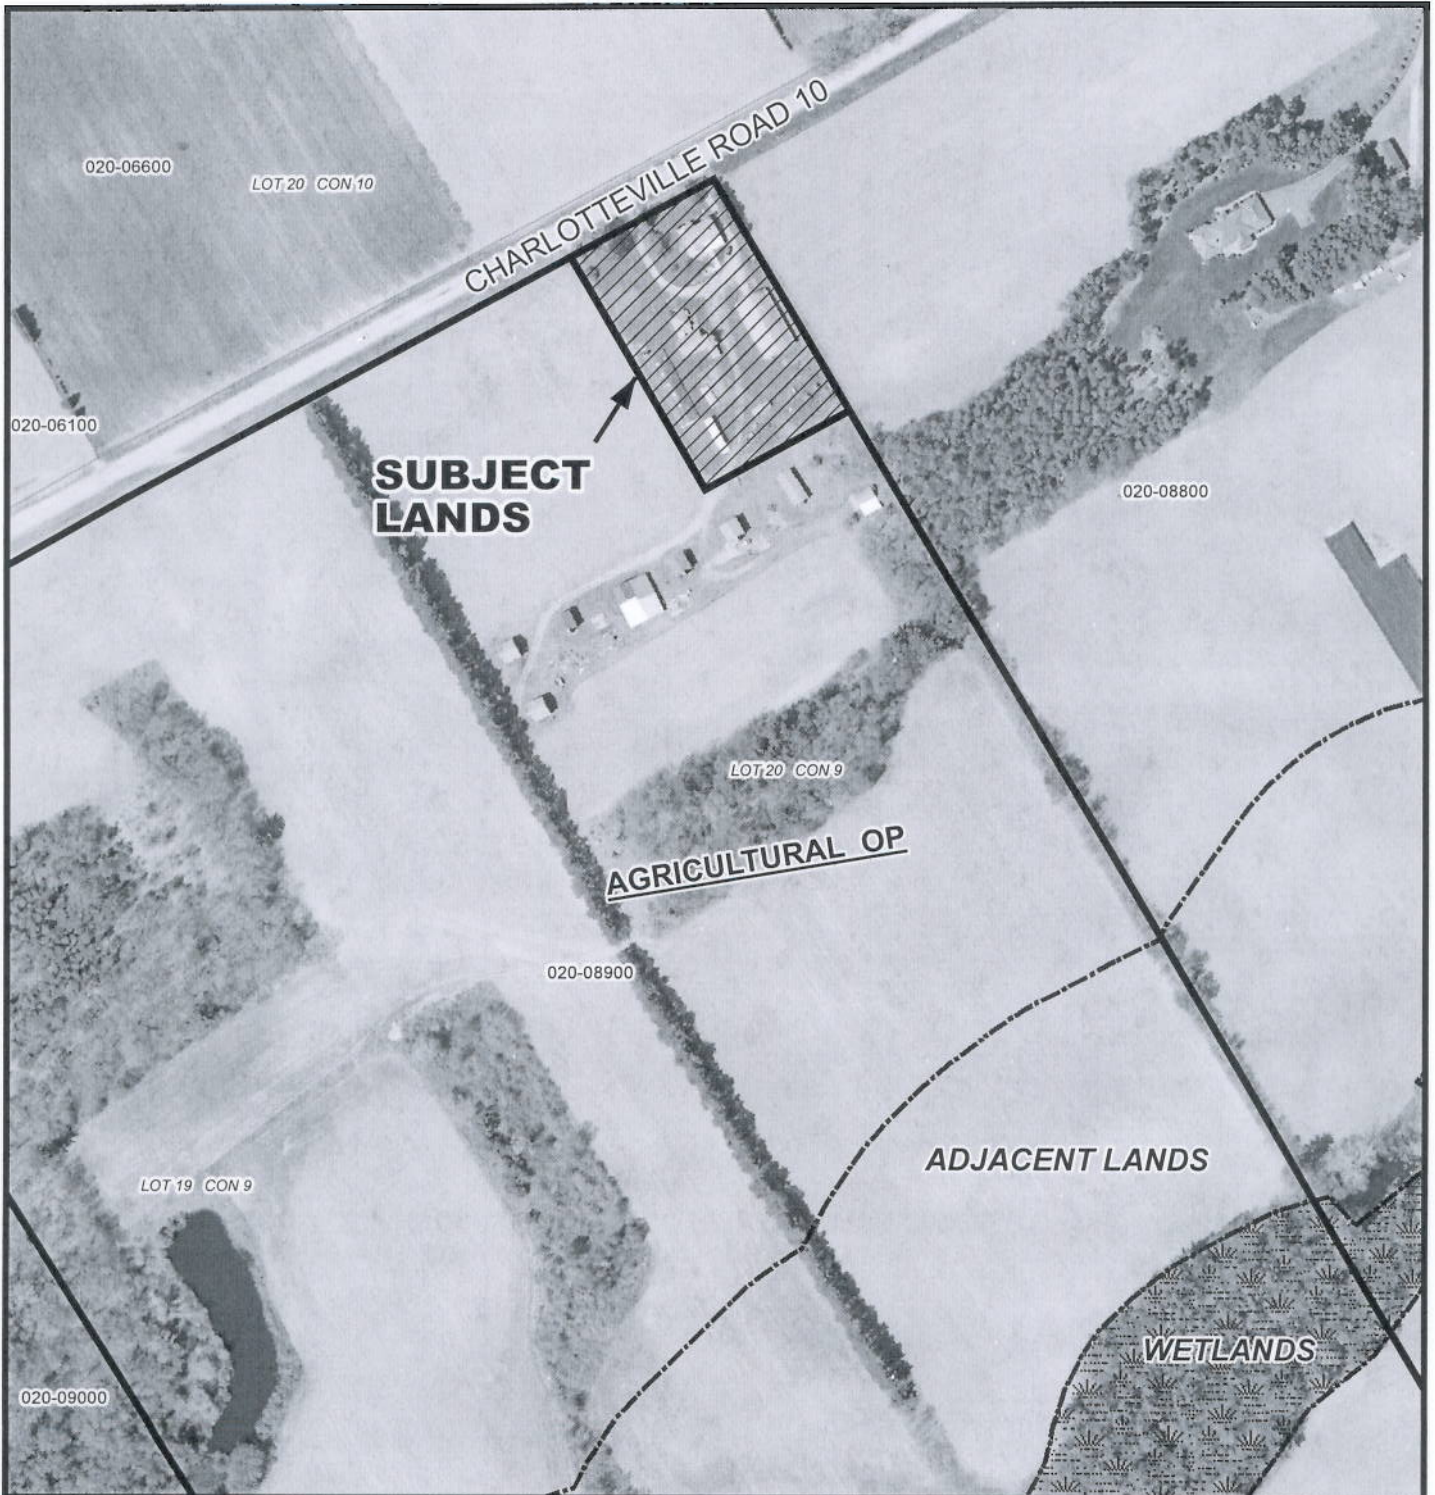 CHARLOTTEVILLE ROAD 10
020-06600
LOT 20 CON 10
020-06100
SUBJECT
LANDS
020-08800
LOT 20 CON 9
AGRICULTURAL OP
020-08900
ADJACENT LANDS
LOT 19 CON 9
WETLANDS
020-09000